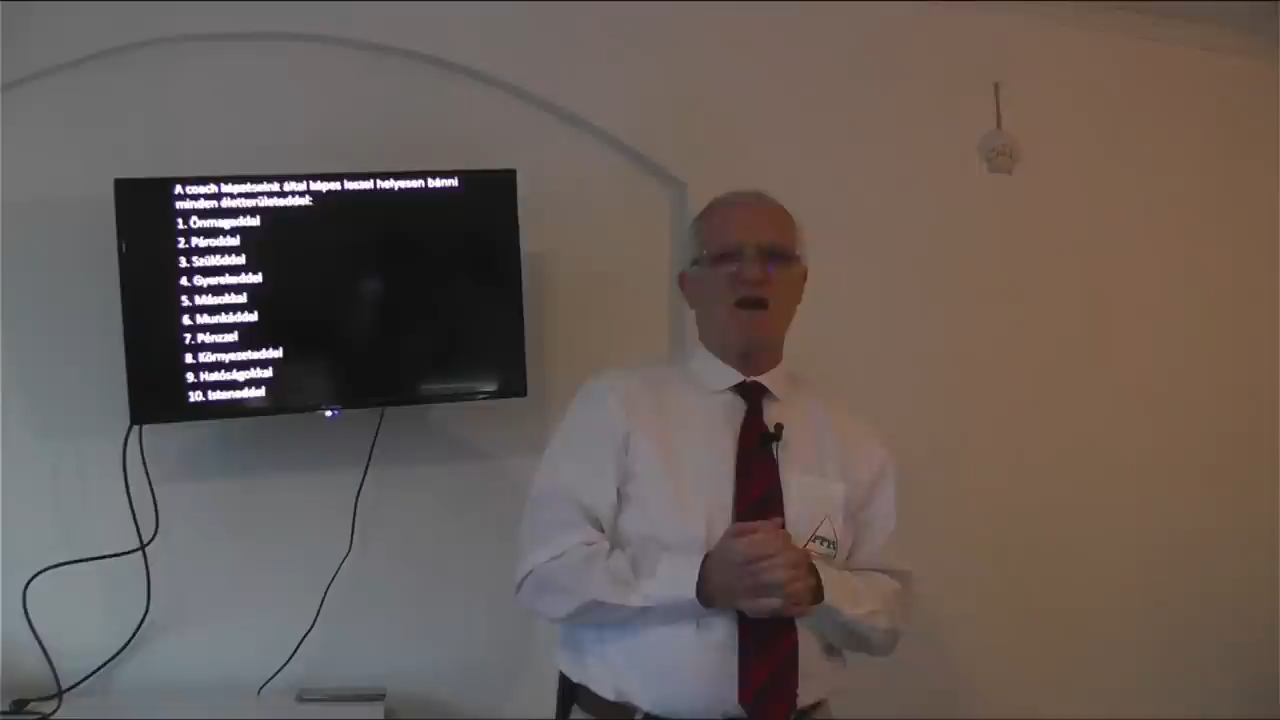 A coach képzéseink által képes leszel helyesen bánni
minden életterületeddel:
1. Önmagaddal
2. Pároddal
3. Szülőddel
4. Gyerekeddel
5. Másokkal
6. Munkáddal
7. Pénzzel
8. Környezeteddel
9. Hatóságokkal
10. Isteneddel